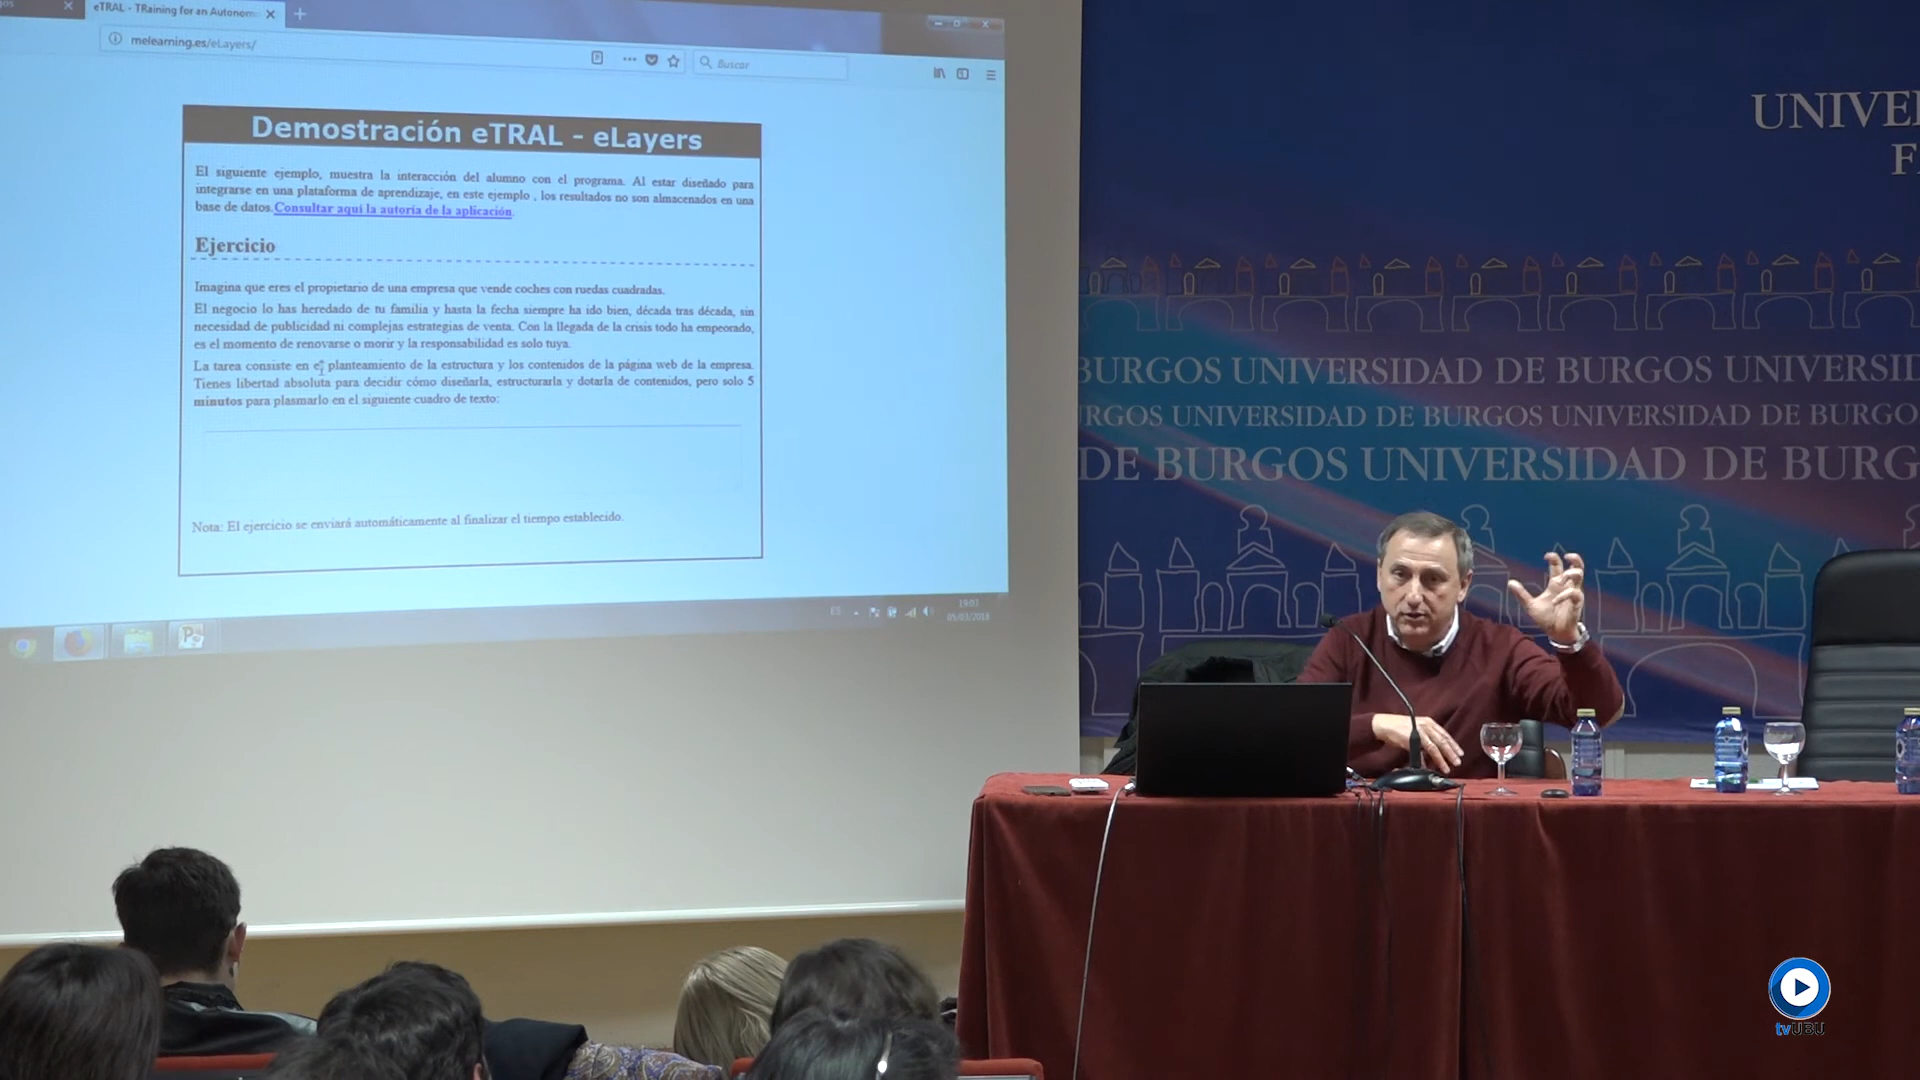 eTRAL - TRaining for an Autonom
melearning.es/eLayers/
Buscar
Demostración eTRAL - eLayers
El siguiente ejemplo, muestra la interacción del alumno con el programa. Al estar diseñado para
integrarse en una plataforma de aprendizaje, en este ejemplo , los resultados no son almacenados en una
base de datos.Consultar aquí la autoría de la aplicación.
Ejercicio
Imagina que eres el propietario de una empresa que vende coches con ruedas cuadradas.
El negocio lo has heredado de tu familia y hasta la fecha siempre ha ido bien, década tras década, sin
necesidad de publicidad ni complejas estrategias de venta. Con la llegada de la crisis todo ha empeorado,
es el momento de renovarse o morir y la responsabilidad es solo tuya.
La tarea consiste en el planteamiento de la estructura y los contenidos de la página web de la empresa.
Tienes libertad absoluta para decidir cómo diseñarla, estructurarla y dotarla de contenidos, pero solo 5
minutos para plasmarlo en el siguiente cuadro de texto:
Nota: El ejercicio se enviará automáticamente al finalizar el tiempo establecido.
ES
19:03
05/03/2018
UNIVE
F
BURGOS UNIVERSIDAD DE BURGOS UNIVERSI
RGOS UNIVERSIDAD DE BURGOS UNIVERSIDAD DE BURGO
DE BURGOS UNIVERSIDAD DE BURG
tvUBU